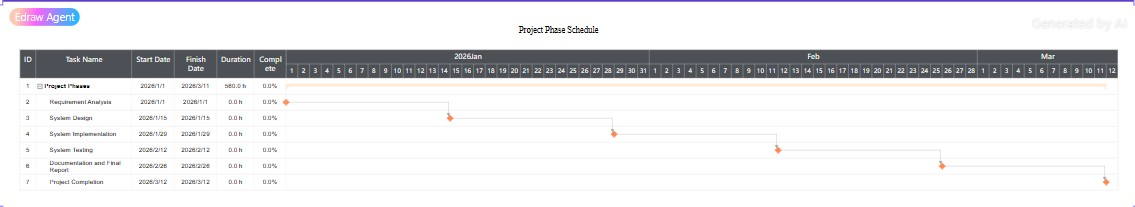 Edraw Agent
Generated by AI
Project Phase Schedule
ID Task Name Start Date Finish Date Duration Complete 2026Jan Feb Mar
1 2 3 4 5 6 7 8 9 10 11 12 13 14 15 16 17 18 19 20 21 22 23 24 25 26 27 28 29 30 31 1 2 3 4 5 6 7 8 9 10 11 12 13 14 15 16 17 18 19 20 21 22 23 24 25 26 27 28 1 2 3 4 5 6 7 8 9 10 11 12
1 Project Phases 2026/1/1 2026/3/11 560.0 h 0.0%
2 Requirement Analysis 2026/1/1 2026/1/1 0.0 h 0.0%
3 System Design 2026/1/15 2026/1/15 0.0 h 0.0%
4 System Implementation 2026/1/29 2026/1/29 0.0 h 0.0%
5 System Testing 2026/2/12 2026/2/12 0.0 h 0.0%
6 Documentation and Final Report 2026/2/26 2026/2/26 0.0 h 0.0%
7 Project Completion 2026/3/12 2026/3/12 0.0 h 0.0%